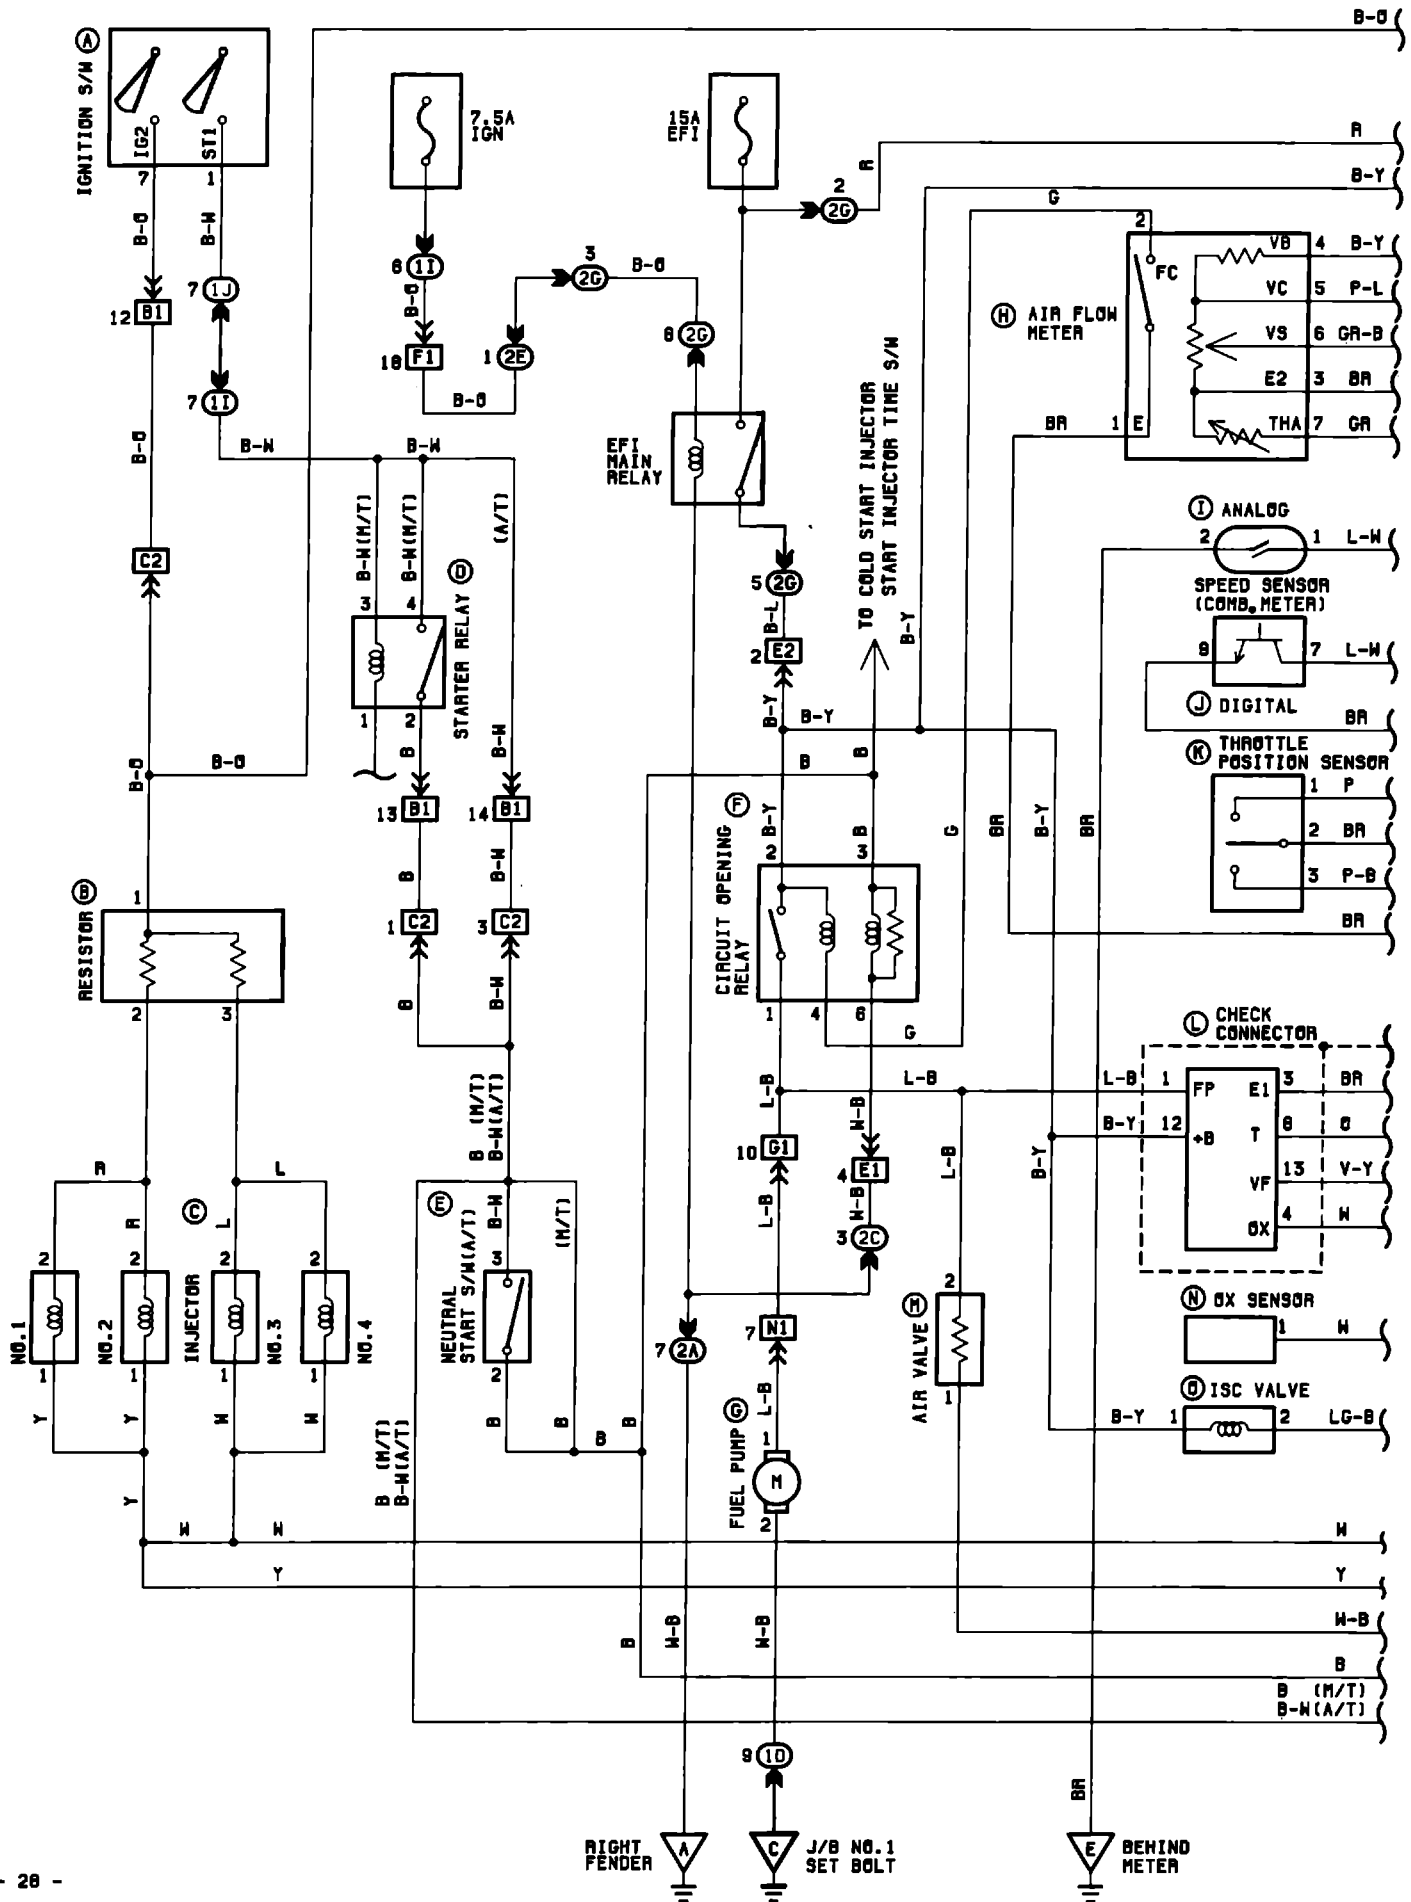 B-O
A
IGNITION S/W
IG2
ST1
7
1
7.5A
IGN
15A
EFI
R
R
B-Y
2
2G
G
2
B-O
B-W
6
1I
B-O
3
2G
B-O
VB
4
B-Y
FC
VC
5
P-L
H
AIR FLOW
METER
VS
6
GR-B
E2
3
BR
BR
1
E
THA
7
GR
7
1J
12
B1
18
F1
1
2E
8
2G
B-O
7
1I
B-W
B-W
B-O
EFI
MAIN
RELAY
TO COLD START INJECTOR
START INJECTOR TIME S/W
B-W(M/T)
B-W(M/T)
(A/T)
I
ANALOG
2
1
L-W
C2
5
2G
B-L
SPEED SENSOR
(COMB.METER)
D
STARTER RELAY
3
4
2
E2
B-Y
9
7
L-W
1
2
B-Y
B-Y
J
DIGITAL
BR
B
B-W
K
THROTTLE
POSITION SENSOR
B-O
B-O
B
B
1
P
13
B1
14
B1
F
B-Y
B
G
BR
B-Y
BR
2
BR
CIRCUIT OPENING
RELAY
2
3
3
P-B
B
B-W
B
RESISTOR
1
1
C2
3
C2
BR
2
3
B
B-W
1
4
6
G
L
CHECK
CONNECTOR
B (M/T)
B-W(A/T)
L-B
W-B
L-B
L-B
1
FP
E1
3
BR
B-Y
12
+B
T
8
O
10
G1
4
E1
L-B
B-Y
VF
13
V-Y
OX
4
W
R
L
R
C
L
E
B-W
(M/T)
L-B
W-B
3
2C
NEUTRAL
START S/W(A/T)
2
2
INJECTOR
2
2
3
2
M
AIR VALVE
N
OX SENSOR
1
W
NO.1
NO.2
NO.3
NO.4
7
2A
7
N1
1
1
1
1
2
1
O
ISC VALVE
Y
Y
W
W
B
B
B
B
G
FUEL PUMP
L-B
1
M
2
B-Y
1
2
LG-B
B (M/T)
B-W(A/T)
Y
W
W
W
Y
Y
B
W-B
W-B
W-B
B
B (M/T)
B-W(A/T)
9
1D
BR
RIGHT
FENDER
A
C
J/B NO.1
SET BOLT
E
BEHIND
METER
- 28 -